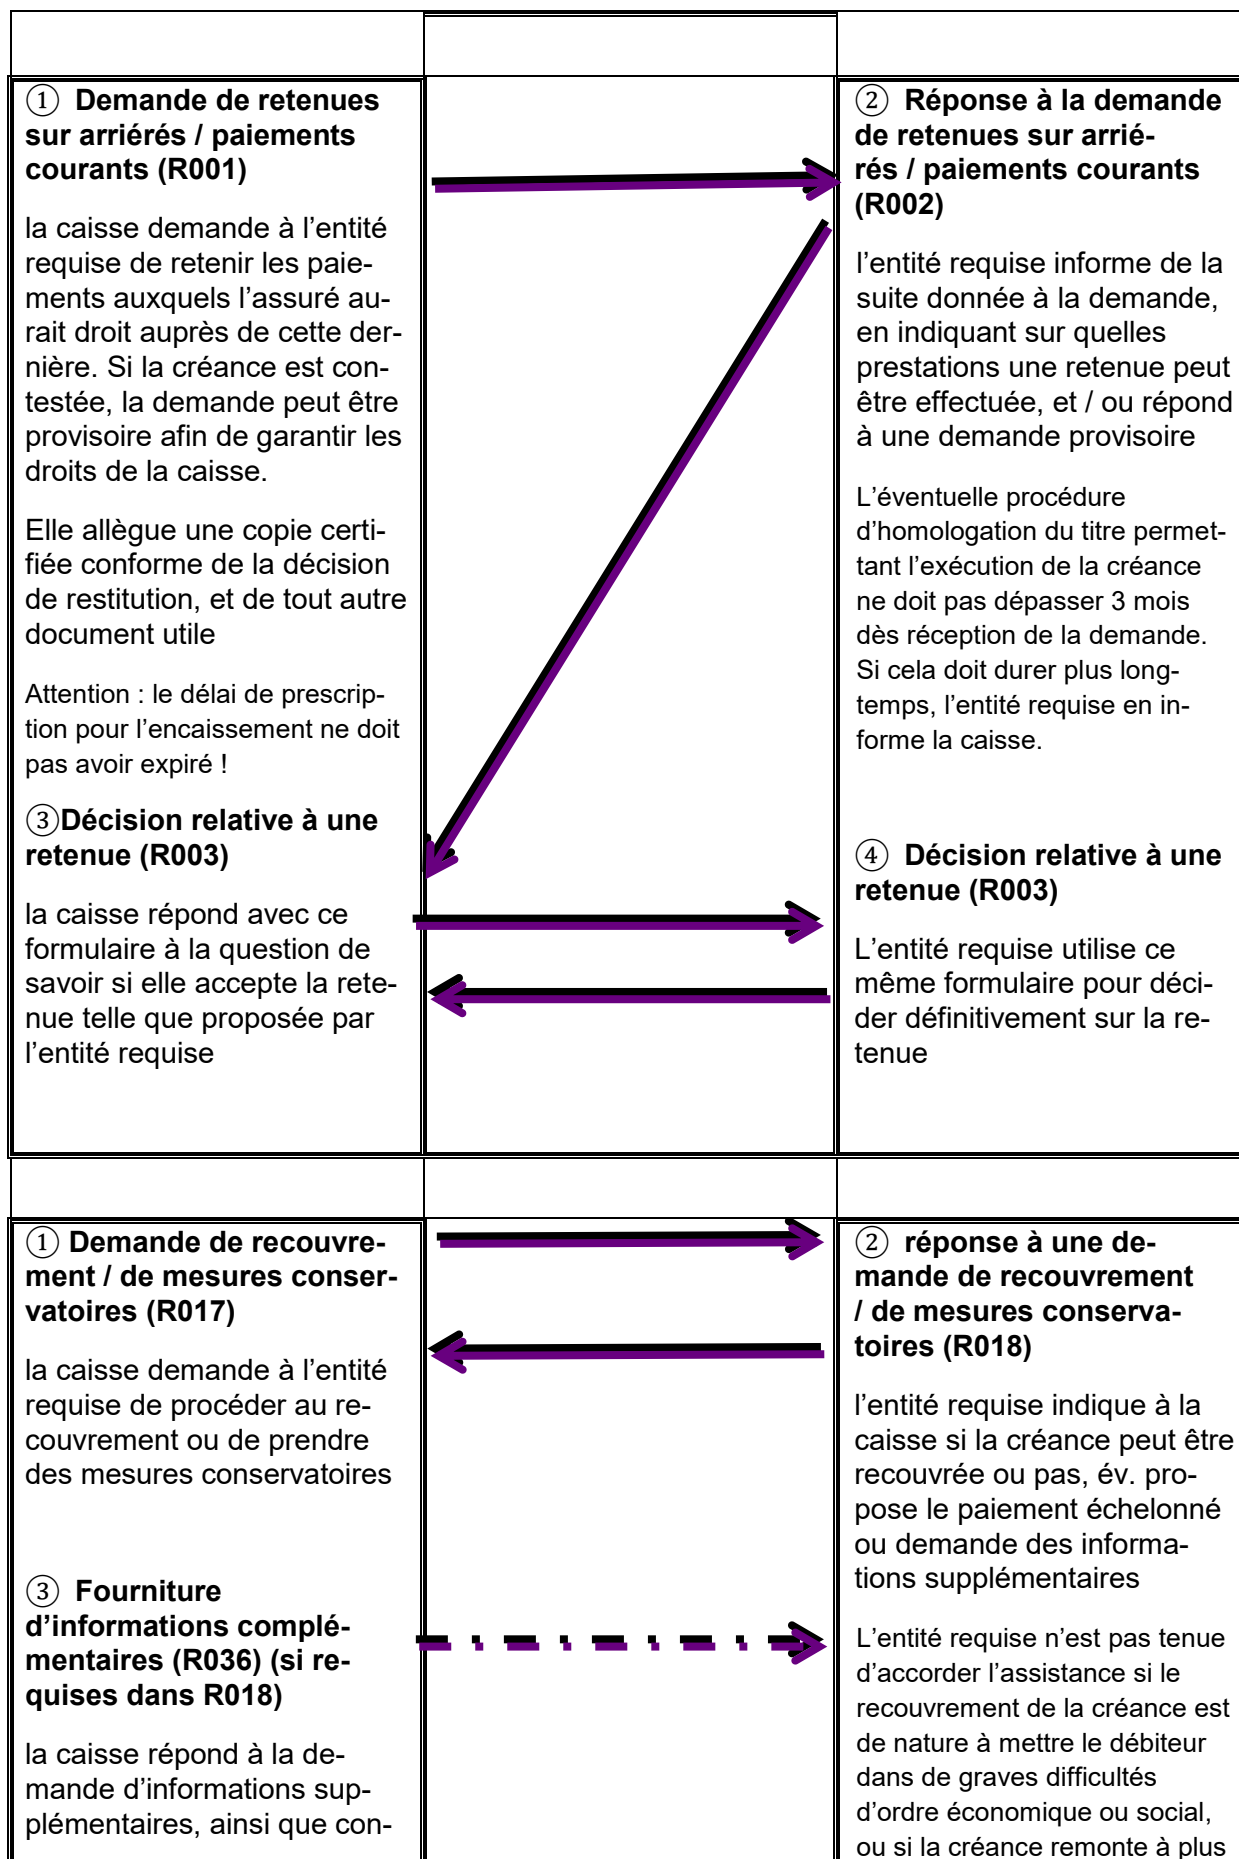 ① Demande de retenues
sur arriérés / paiements
courants (R001)
la caisse demande à l’entité
requise de retenir les paie-
ments auxquels l’assuré au-
rait droit auprès de cette der-
nière. Si la créance est con-
testée, la demande peut être
provisoire afin de garantir les
droits de la caisse.
Elle allègue une copie certi-
fiée conforme de la décision
de restitution, et de tout autre
document utile
Attention : le délai de prescrip-
tion pour l’encaissement ne doit
pas avoir expiré !
③Décision relative à une
retenue (R003)
la caisse répond avec ce
formulaire à la question de
savoir si elle accepte la rete-
nue telle que proposée par
l’entité requise
② Réponse à la demande
de retenues sur arrié-
rés / paiements courants
(R002)
l’entité requise informe de la
suite donnée à la demande,
en indiquant sur quelles
prestations une retenue peut
être effectuée, et / ou répond
à une demande provisoire
L’éventuelle procédure
d’homologation du titre permet-
tant l’exécution de la créance
ne doit pas dépasser 3 mois
dès réception de la demande.
Si cela doit durer plus long-
temps, l’entité requise en in-
forme la caisse.
④ Décision relative à une
retenue (R003)
L’entité requise utilise ce
même formulaire pour déci-
der définitivement sur la re-
tenue
① Demande de recouvre-
ment / de mesures conser-
vatoires (R017)
la caisse demande à l’entité
requise de procéder au re-
couvrement ou de prendre
des mesures conservatoires
③ Fourniture
d’informations complé-
mentaires (R036) (si re-
quises dans R018)
la caisse répond à la de-
mande d’informations sup-
plémentaires, ainsi que con-
② réponse à une de-
mande de recouvrement
/ de mesures conserva-
toires (R018)
l’entité requise indique à la
caisse si la créance peut être
recouvrée ou pas, év. pro-
pose le paiement échelonné
ou demande des informa-
tions supplémentaires
L’entité requise n’est pas tenue
d’accorder l’assistance si le
recouvrement de la créance est
de nature à mettre le débiteur
dans de graves difficultés
d’ordre économique ou social,
ou si la créance remonte à plus